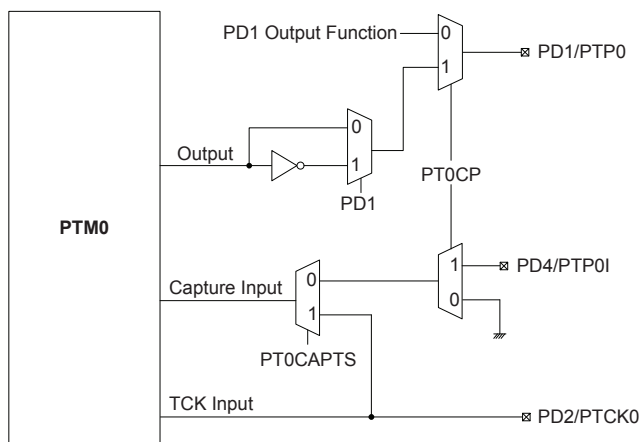 PD1 Output Function
0
1
PD1/PTP0
Output
0
1
PD1
PT0CP
PTM0
Capture Input
0
1
PT0CAPTS
1
0
PD4/PTP0I
TCK Input
PD2/PTCK0